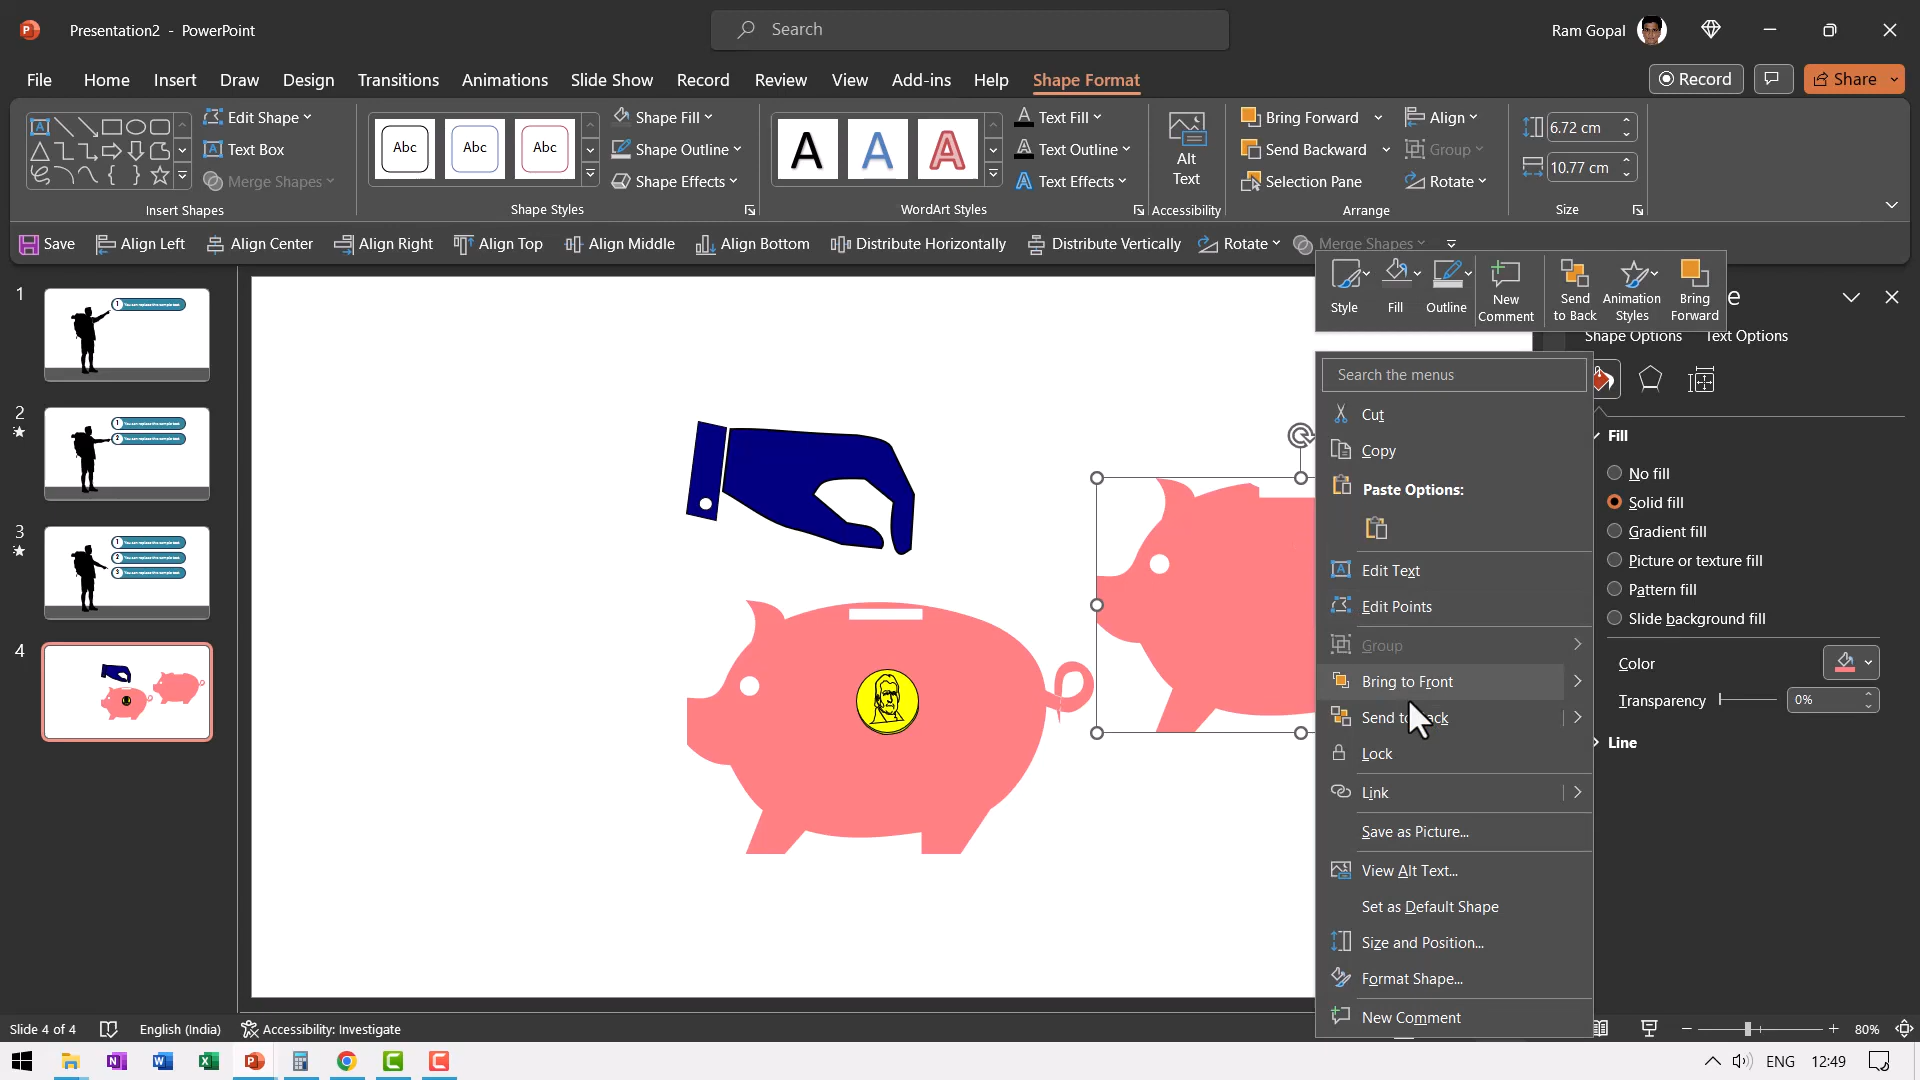 Presentation2 - PowerPoint
Search
Ram Gopal
File Home Insert Draw Design Transitions Animations Slide Show Record Review View Add-ins Help Shape Format
Record
Share
Edit Shape
Text Box
Merge Shapes
Insert Shapes
Abc Abc Abc
Shape Fill
Shape Outline
Shape Effects
Shape Styles
A A A
Text Fill
Text Outline
Text Effects
WordArt Styles
Alt
Text
Accessibility
Bring Forward
Send Backward
Selection Pane
Align
Group
Rotate
Arrange
6.72 cm
10.77 cm
Size
Save Align Left Align Center Align Right Align Top Align Middle Align Bottom Distribute Horizontally Distribute Vertically Rotate Merge Shapes
Style
Fill
Outline
New
Comment
Send
to Back
Animation
Styles
Bring
Forward
1
2
3
4
Search the menus
Cut
Copy
Paste Options:
Edit Text
Edit Points
Group
Bring to Front
Lock
Link
Save as Picture...
View Alt Text...
Set as Default Shape
Size and Position...
Format Shape...
New Comment
Shape Options Text Options
Fill
No fill
Solid fill
Gradient fill
Picture or texture fill
Pattern fill
Slide background fill
Color
Transparency 0%
Line
Slide 4 of 4 English (India) Accessibility: Investigate
80%
ENG 12:49